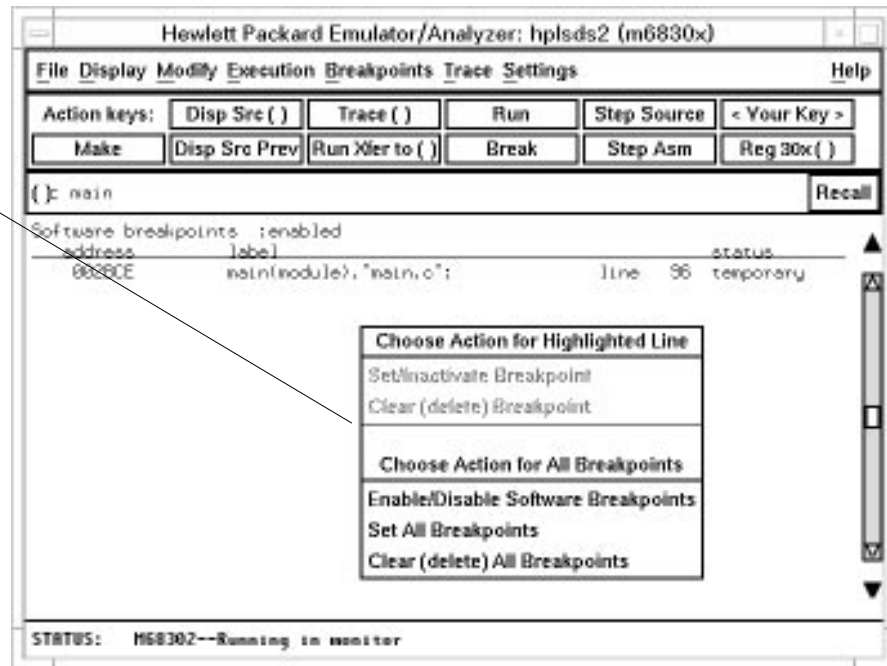 Hewlett Packard Emulator/Analyzer: hplsds2 (m6830x)
File Display Modify Execution Breakpoints Trace Settings Help
Action keys: Disp Src ( ) Trace ( ) Run Step Source < Your Key >
Make Disp Src Prev Run Xfer to ( ) Break Step Asm Reg 30x ( )
( ): main Recall
Software breakpoints :enabled
address label status
main(module)."main.c": line 96 temporary
Choose Action for Highlighted Line
Set/Inactivate Breakpoint
Clear (delete) Breakpoint
Choose Action for All Breakpoints
Enable/Disable Software Breakpoints
Set All Breakpoints
Clear (delete) All Breakpoints
STATUS: M68302--Running in monitor